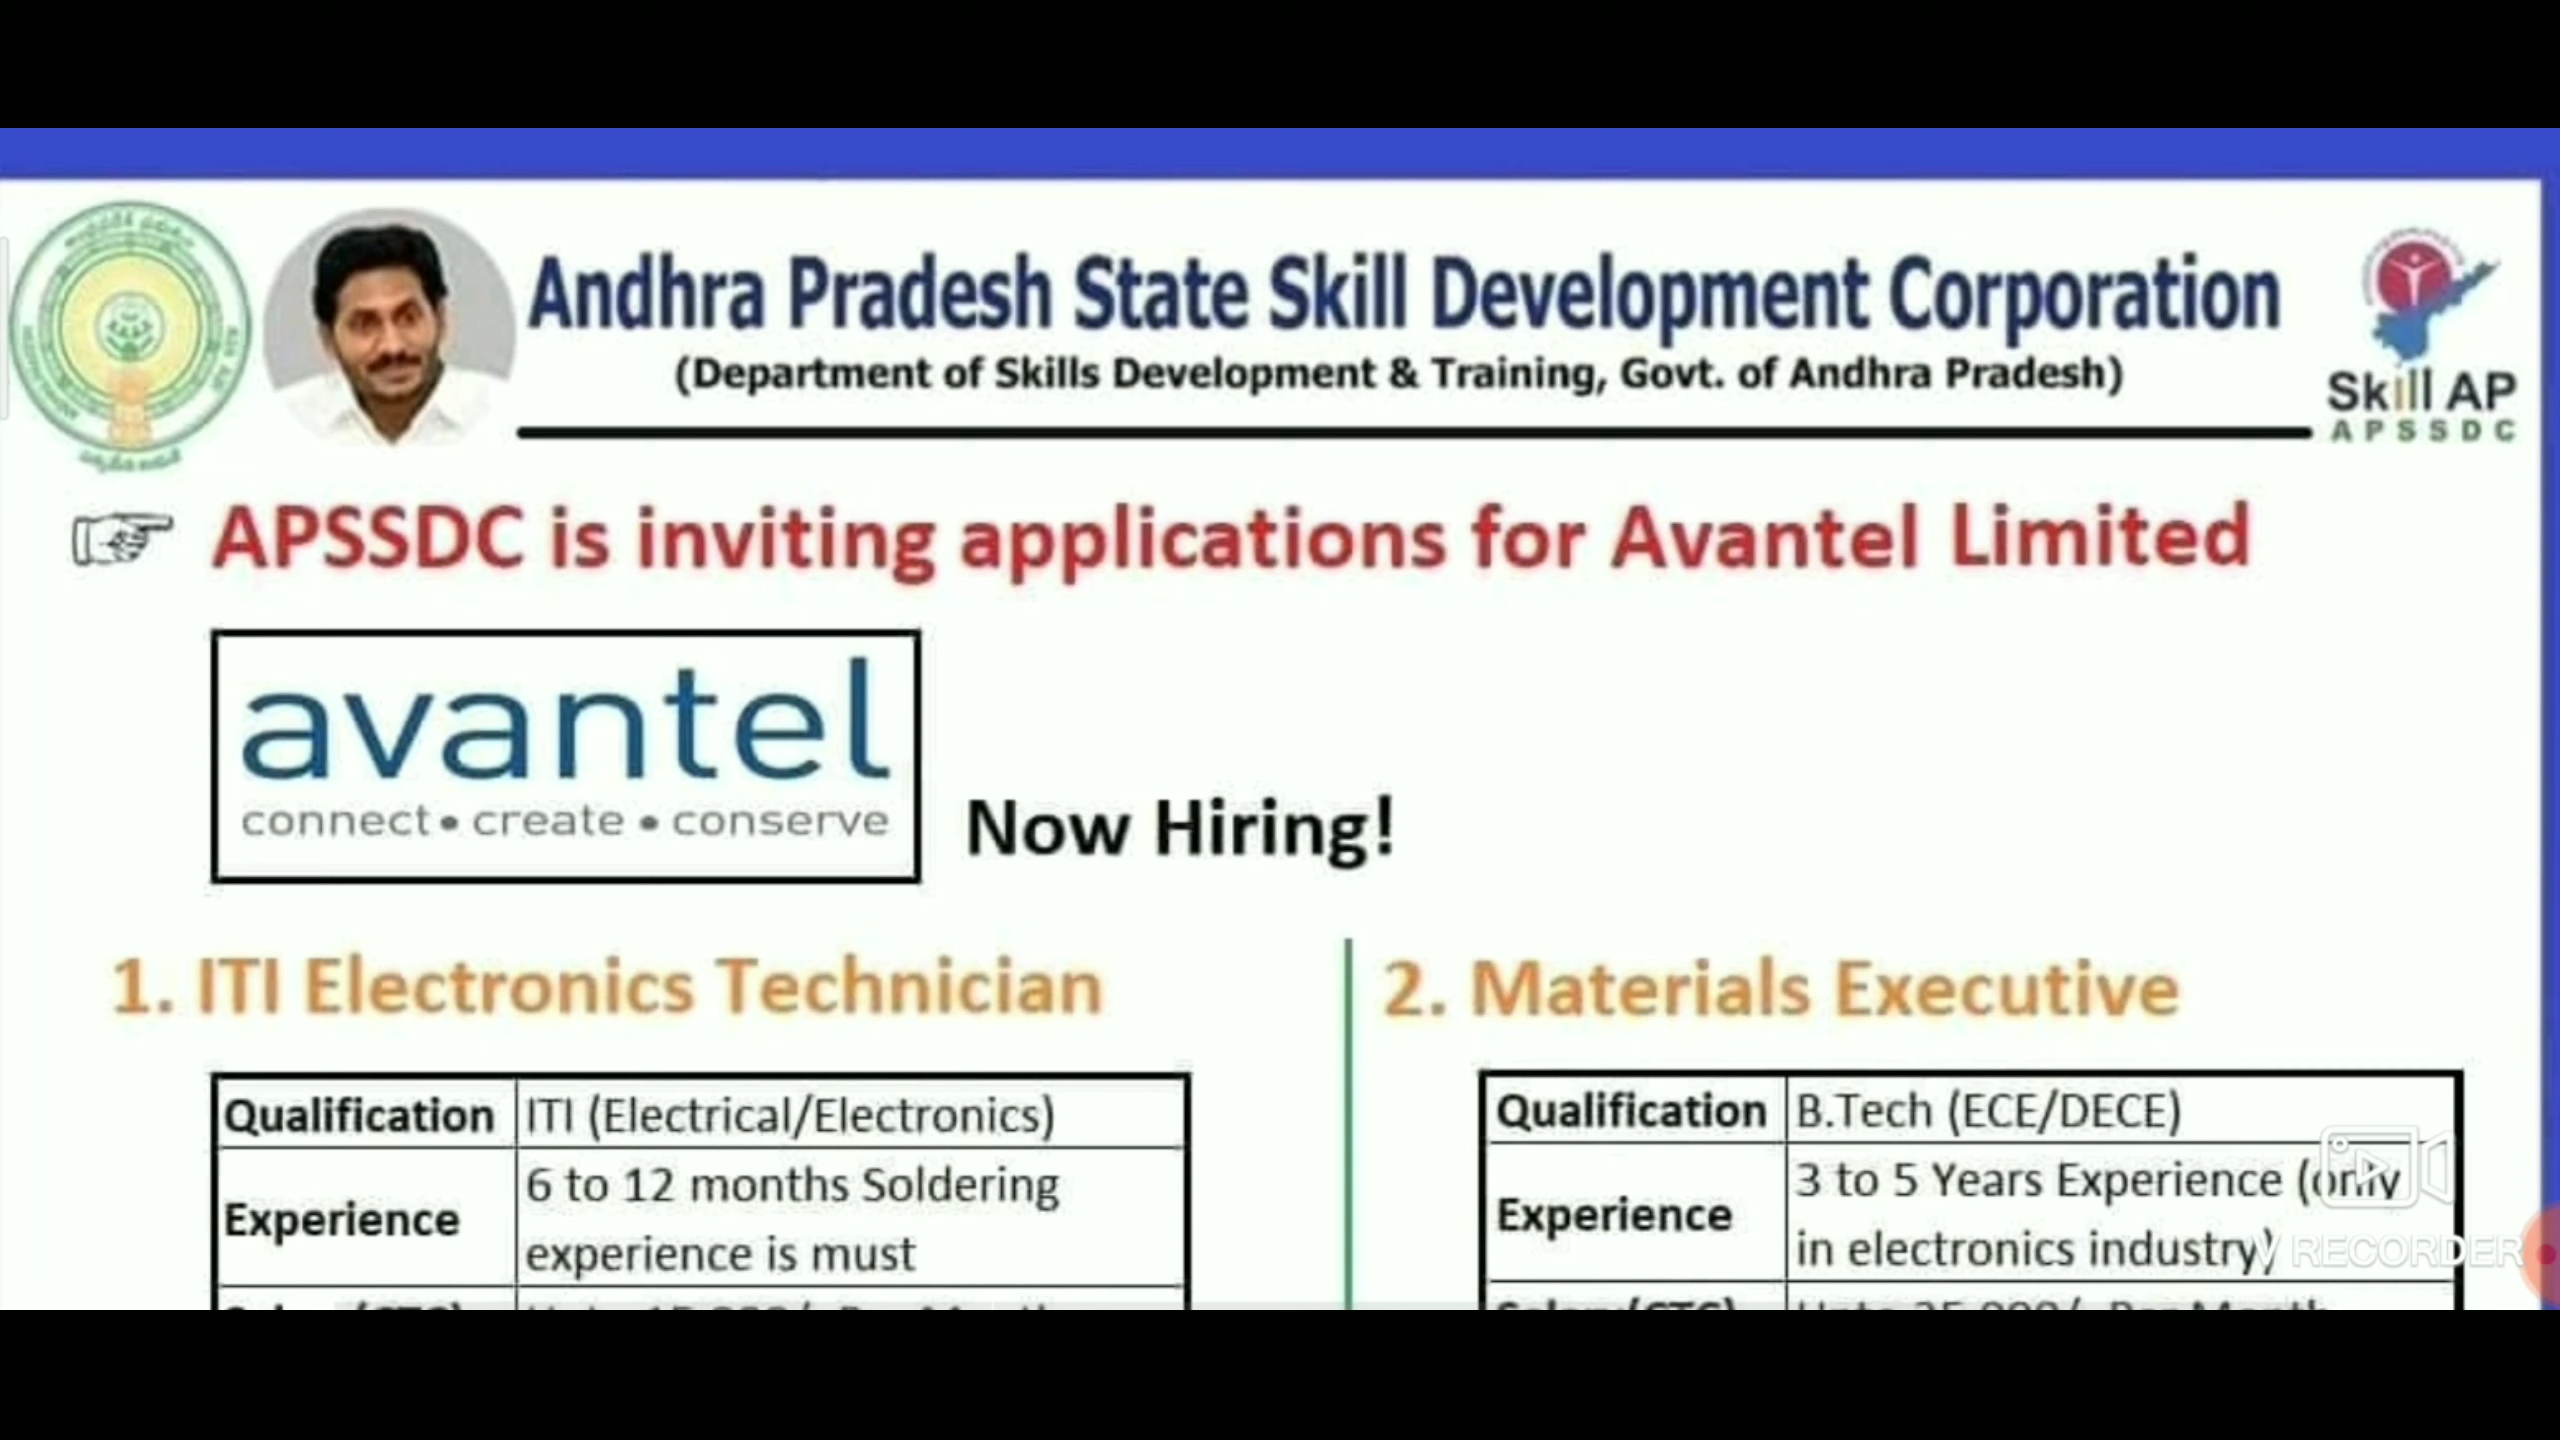 Andhra Pradesh State Skill Development Corporation
(Department of Skills Development & Training, Govt. of Andhra Pradesh)
Skill AP
APSSDC
APSSDC is inviting applications for Avantel Limited
avantel
connect • create • conserve
Now Hiring!
1. ITI Electronics Technician
Qualification ITI (Electrical/Electronics)
Experience 6 to 12 months Soldering
experience is must
2. Materials Executive
Qualification B.Tech (ECE/DECE)
Experience 3 to 5 Years Experience (only
in electronics industry)
V RECORDER